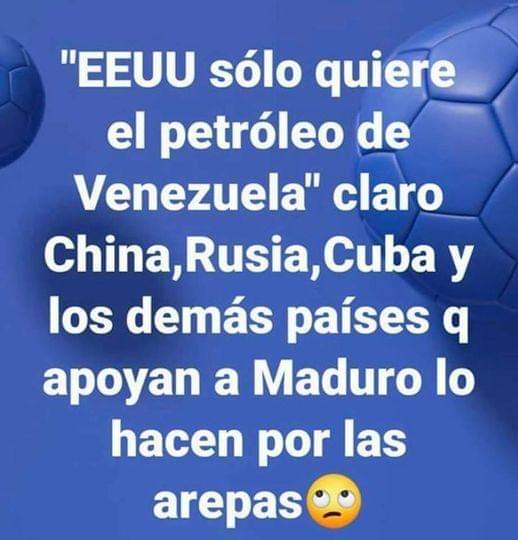 "EEUU sólo quiere
el petróleo de
Venezuela" claro
China,Rusia,Cuba y
los demás países q
apoyan a Maduro lo
hacen por las
arepas🙄